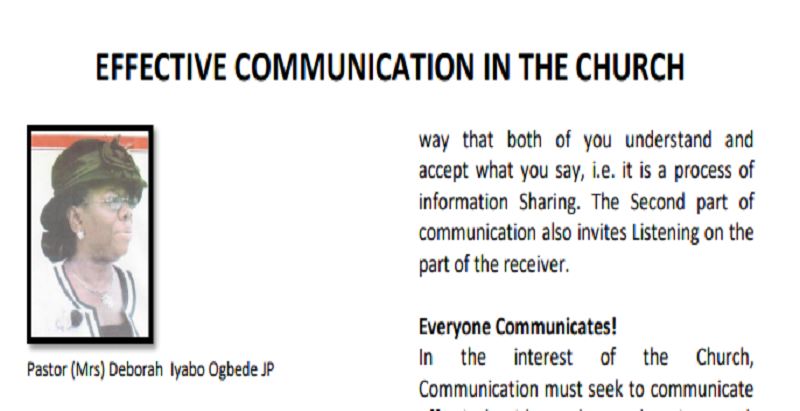 EFFECTIVE COMMUNICATION IN THE CHURCH
Pastor (Mrs) Deborah Iyabo Ogbede JP
way that both of you understand and
accept what you say, i.e. it is a process of
information Sharing. The Second part of
communication also invites Listening on the
part of the receiver.
Everyone Communicates!
In the interest of the Church,
Communication must seek to communicate